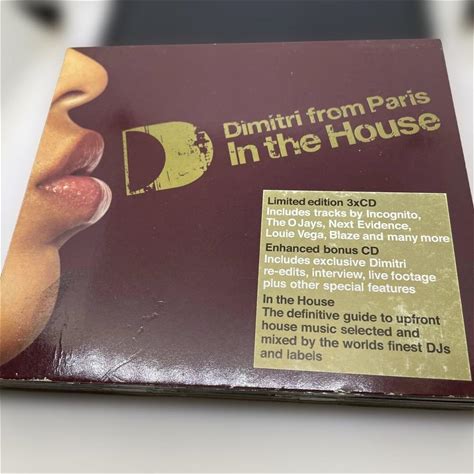 Dimitri from Paris
In the House
Limited edition 3xCD
Includes tracks by Incognito,
The O Jays, Next Evidence,
Louie Vega, Blaze and many more
Enhanced bonus CD
Includes exclusive Dimitri
re-edits, interview, live footage
plus other special features
In the House
The definitive guide to upfront
house music selected and
mixed by the worlds finest DJs
and labels